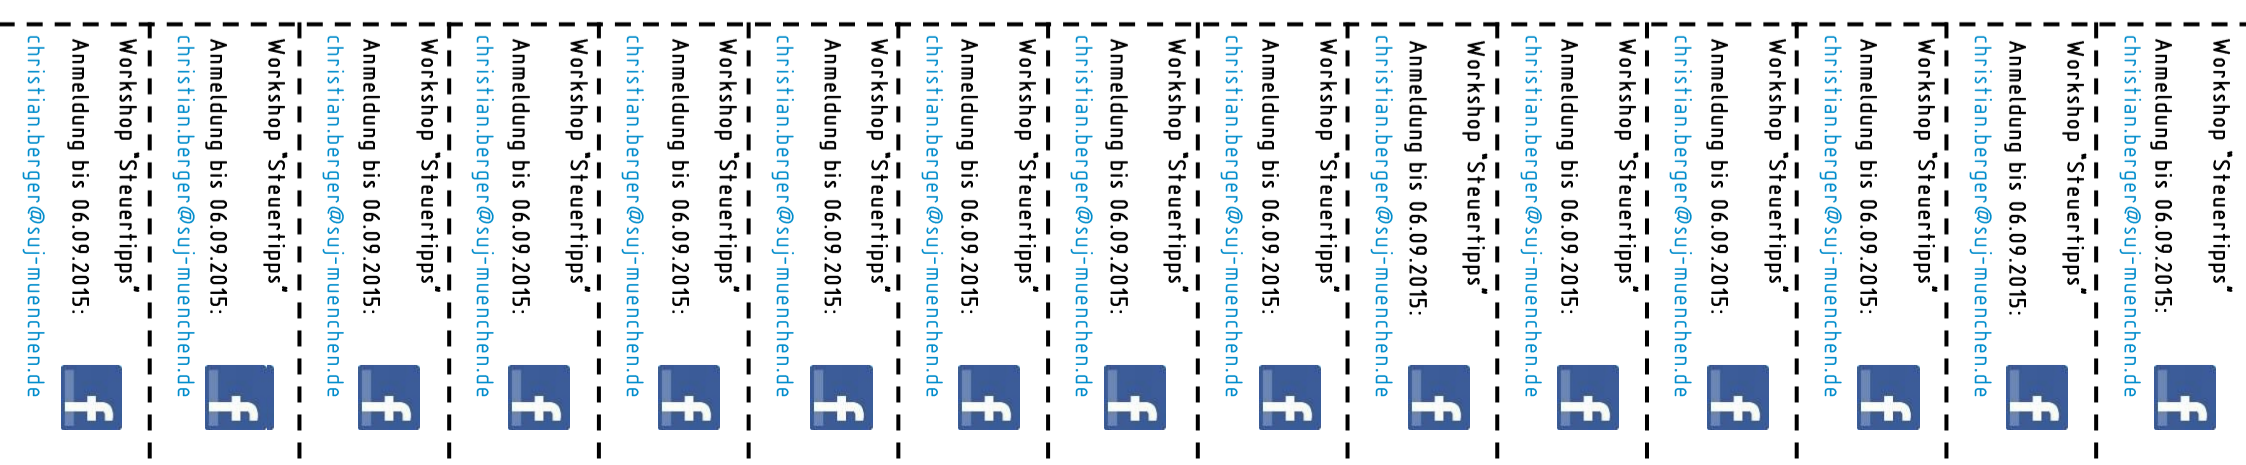 Workshop “Steuertipps”
Anmeldung bis 06.09.2015:
christian.berger@suj-muenchen.de
Workshop “Steuertipps”
Anmeldung bis 06.09.2015:
christian.berger@suj-muenchen.de
Workshop “Steuertipps”
Anmeldung bis 06.09.2015:
christian.berger@suj-muenchen.de
Workshop “Steuertipps”
Anmeldung bis 06.09.2015:
christian.berger@suj-muenchen.de
Workshop “Steuertipps”
Anmeldung bis 06.09.2015:
christian.berger@suj-muenchen.de
Workshop “Steuertipps”
Anmeldung bis 06.09.2015:
christian.berger@suj-muenchen.de
Workshop “Steuertipps”
Anmeldung bis 06.09.2015:
christian.berger@suj-muenchen.de
Workshop “Steuertipps”
Anmeldung bis 06.09.2015:
christian.berger@suj-muenchen.de
Workshop “Steuertipps”
Anmeldung bis 06.09.2015:
christian.berger@suj-muenchen.de
Workshop “Steuertipps”
Anmeldung bis 06.09.2015:
christian.berger@suj-muenchen.de
Workshop “Steuertipps”
Anmeldung bis 06.09.2015:
christian.berger@suj-muenchen.de
Workshop “Steuertipps”
Anmeldung bis 06.09.2015:
christian.berger@suj-muenchen.de
Workshop “Steuertipps”
Anmeldung bis 06.09.2015:
christian.berger@suj-muenchen.de
Workshop “Steuertipps”
Anmeldung bis 06.09.2015:
christian.berger@suj-muenchen.de
Workshop “Steuertipps”
Anmeldung bis 06.09.2015:
christian.berger@suj-muenchen.de